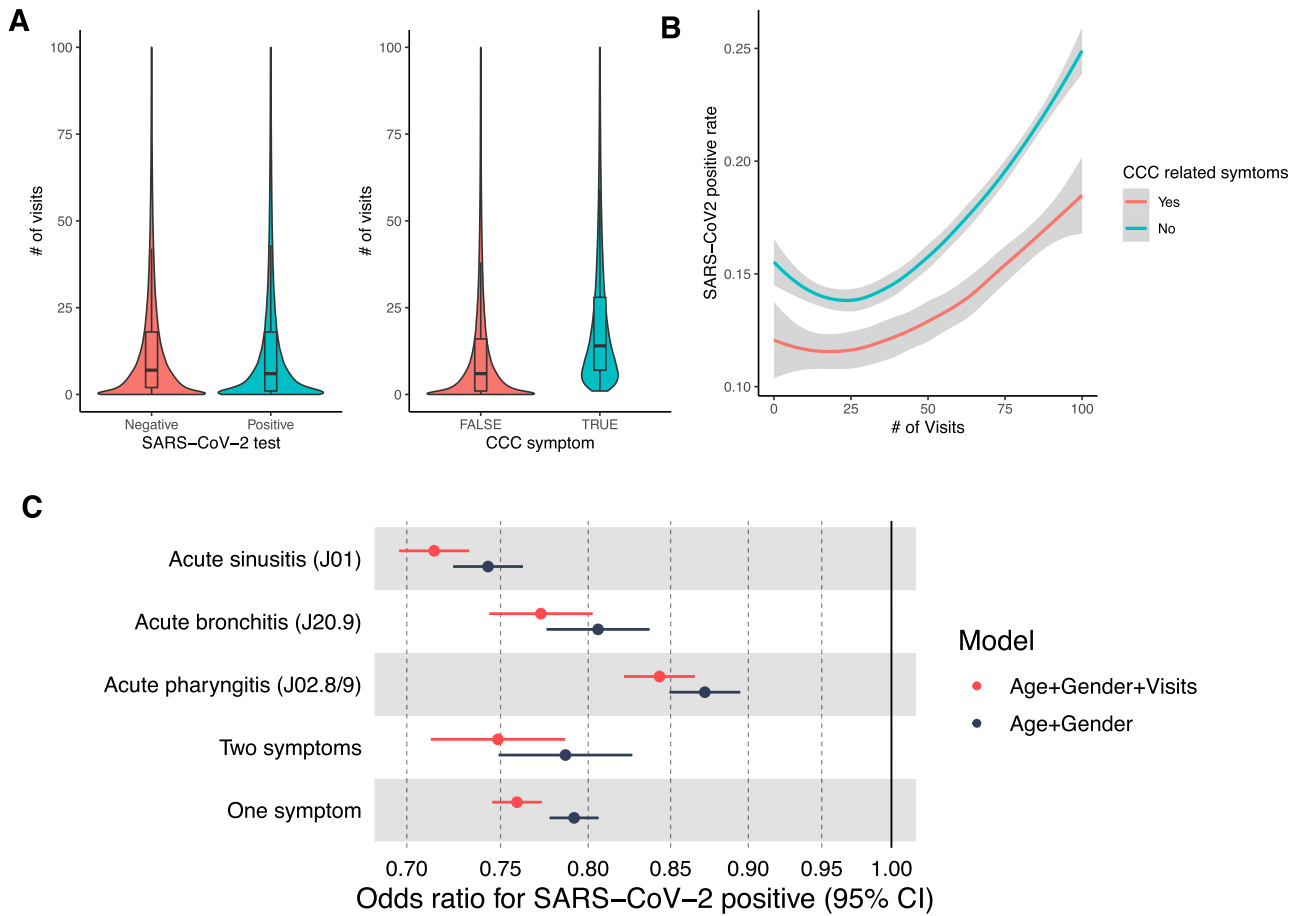 A
100
75
50
25
0
# of visits
Negative
Positive
SARS−CoV−2 test
100
75
50
25
0
# of visits
FALSE
TRUE
CCC symptom
B
0.25
0.20
0.15
0.10
SARS−CoV2 positive rate
0
25
50
75
100
# of Visits
CCC related symtoms
Yes
No
C
Acute sinusitis (J01)
Acute bronchitis (J20.9)
Acute pharyngitis (J02.8/9)
Two symptoms
One symptom
0.70 0.75 0.80 0.85 0.90 0.95 1.00
Odds ratio for SARS−CoV−2 positive (95% CI)
Model
Age+Gender+Visits
Age+Gender